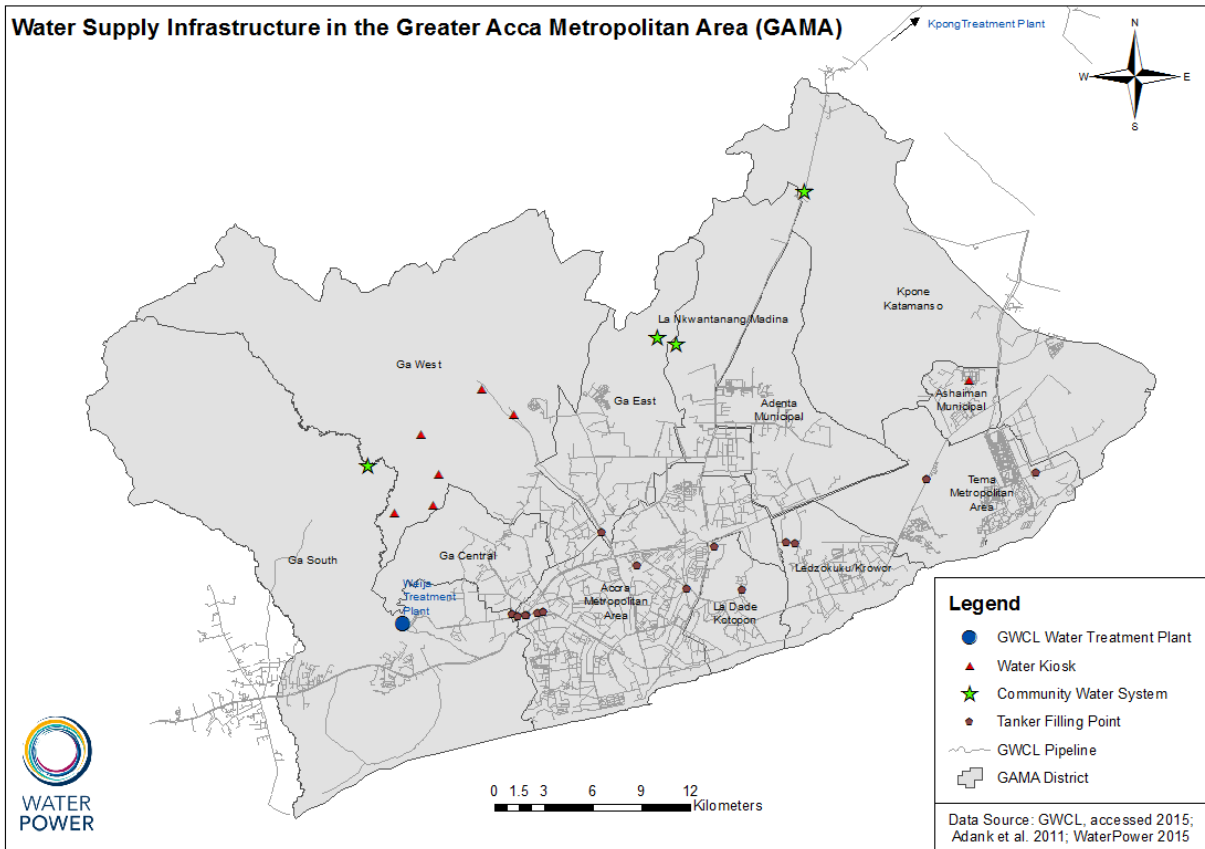 Water Supply Infrastructure in the Greater Acca Metropolitan Area (GAMA)
Kpong Treatment Plant
N
W
E
S
Kpone
Katamanso
La Nkwantanang/Madina
Ga West
Ga East
Adenta
Municipal
Ashaiman
Municipal
Tema
Metropolitan
Area
Ga South
Ga Central
Weija
Treatment
Plant
Accra
Metropolitan
Area
La Dade
Kotopon
Ledzokuku/Krowor
Legend
GWCL Water Treatment Plant
Water Kiosk
Community Water System
Tanker Filling Point
GWCL Pipeline
GAMA District
Data Source: GWCL, accessed 2015;
Adank et al. 2011; WaterPower 2015
WATER
POWER
0 1.5 3 6 9 12
Kilometers